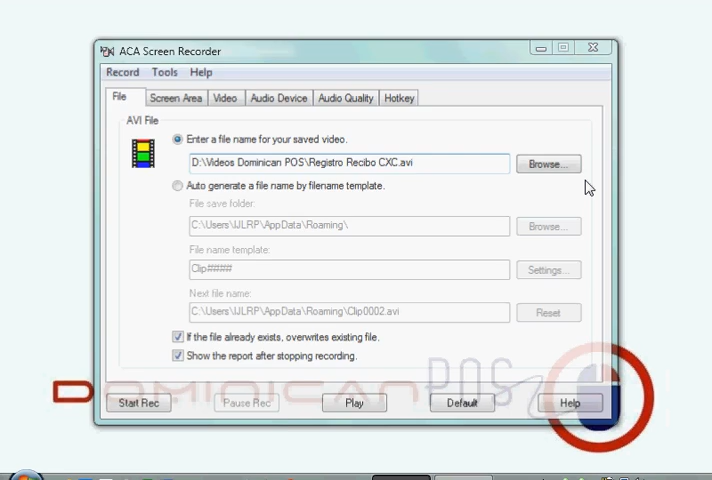 ACA Screen Recorder
Record Tools Help
File Screen Area Video Audio Device Audio Quality Hotkey
AVI File
Enter a file name for your saved video.
D:\Videos Dominican POS\Registro Recibo CXC.avi Browse...
Auto generate a file name by filename template.
File save folder:
C:\Users\IJLRP\AppData\Roaming\ Browse...
File name template:
Clip##### Settings...
Next file name:
C:\Users\IJLRP\AppData\Roaming\Clip0002.avi Reset
If the file already exists, overwrites existing file.
Show the report after stopping recording.
DOMINICAN POS
Start Rec Pause Rec Play Default Help